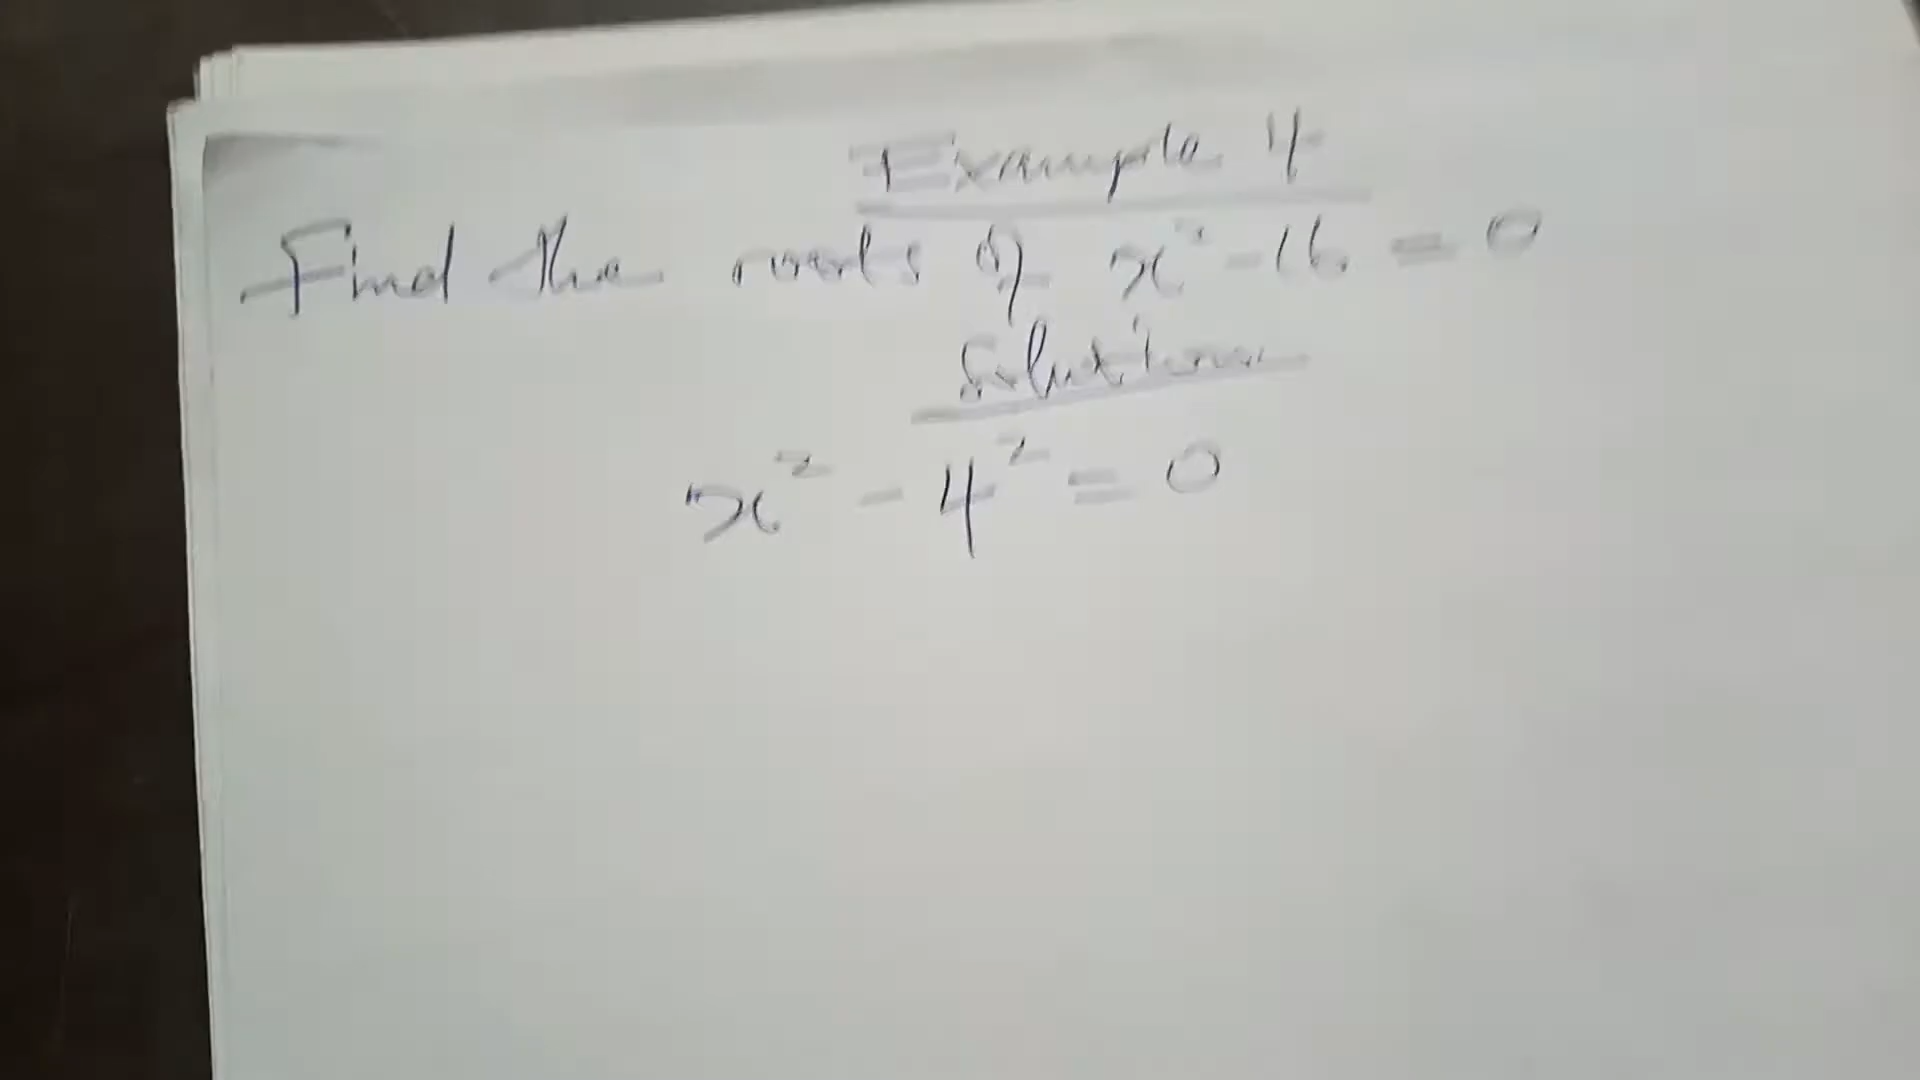 Example 4
Find the roots of x² - 16 = 0
Solution
x² - 4² = 0